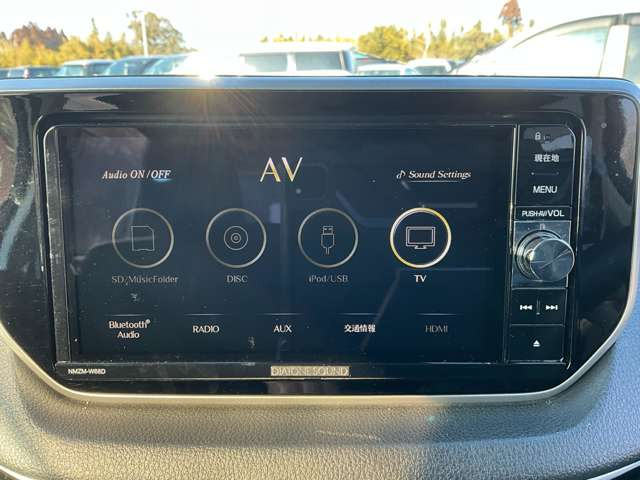 Audio ON/OFF
AV
♪ Sound Settings
SD/MusicFolder
DISC
iPod/USB
TV
Bluetooth® Audio
RADIO
AUX
交通情報
HDMI
現在地
MENU
PUSH-AV VOL
NMZM-W68D
DIATONE SOUND